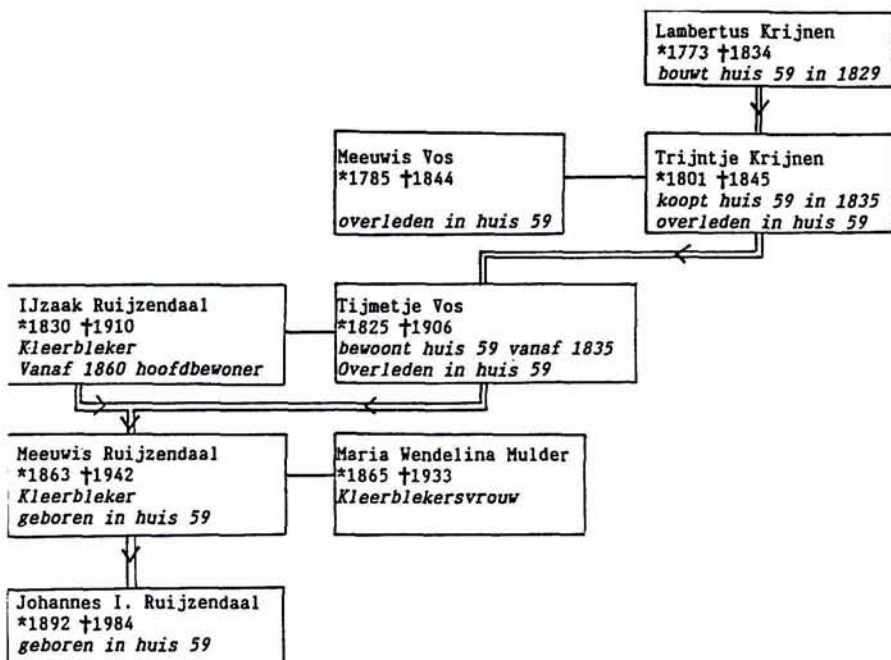 Lambertus Krijnen
*1773 †1834
bouwt huis 59 in 1829
Meeuwis Vos
*1785 †1844
overleden in huis 59
Trijntje Krijnen
*1801 †1845
koopt huis 59 in 1835
overleden in huis 59
IJzaak Ruijzendaal
*1830 †1910
Kleerbleker
Vanaf 1860 hoofdbewoner
Tijmetje Vos
*1825 †1906
bewoont huis 59 vanaf 1835
Overleden in huis 59
Meeuwis Ruijzendaal
*1863 †1942
Kleerbleker
geboren in huis 59
Maria Wendelina Mulder
*1865 †1933
Kleerblekersvrouw
Johannes I. Ruijzendaal
*1892 †1984
geboren in huis 59